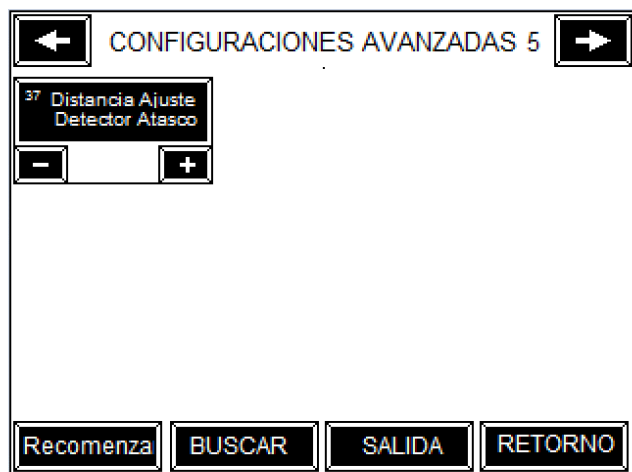 CONFIGURACIONES AVANZADAS 5
37 Distancia Ajuste
Detector Atasco
- +
Recomenza BUSCAR SALIDA RETORNO